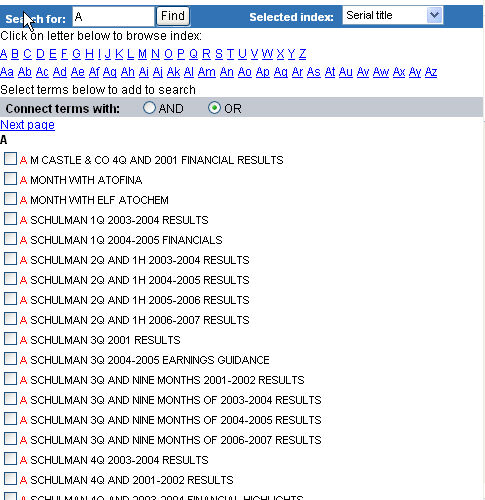 Search for: A Find Selected index: Serial title
Click on letter below to browse index:
A B C D E F G H I J K L M N O P Q R S T U V W X Y Z
Aa Ab Ac Ad Ae Af Ag Ah Ai Aj Ak Al Am An Ao Ap Aq Ar As At Au Av Aw Ax Ay Az
Select terms below to add to search
Connect terms with: AND OR
Next page
A
A M CASTLE & CO 4Q AND 2001 FINANCIAL RESULTS
A MONTH WITH ATOFINA
A MONTH WITH ELF ATOCHEM
A SCHULMAN 1Q 2003-2004 RESULTS
A SCHULMAN 1Q 2004-2005 FINANCIALS
A SCHULMAN 2Q AND 1H 2003-2004 RESULTS
A SCHULMAN 2Q AND 1H 2004-2005 RESULTS
A SCHULMAN 2Q AND 1H 2005-2006 RESULTS
A SCHULMAN 2Q AND 1H 2006-2007 RESULTS
A SCHULMAN 3Q 2001 RESULTS
A SCHULMAN 3Q 2004-2005 EARNINGS GUIDANCE
A SCHULMAN 3Q AND NINE MONTHS 2001-2002 RESULTS
A SCHULMAN 3Q AND NINE MONTHS OF 2003-2004 RESULTS
A SCHULMAN 3Q AND NINE MONTHS OF 2004-2005 RESULTS
A SCHULMAN 3Q AND NINE MONTHS OF 2006-2007 RESULTS
A SCHULMAN 4Q 2003-2004 RESULTS
A SCHULMAN 4Q AND 2001-2002 RESULTS
A SCHULMAN 4Q AND 2003-2004 FINANCIAL HIGHLIGHTS